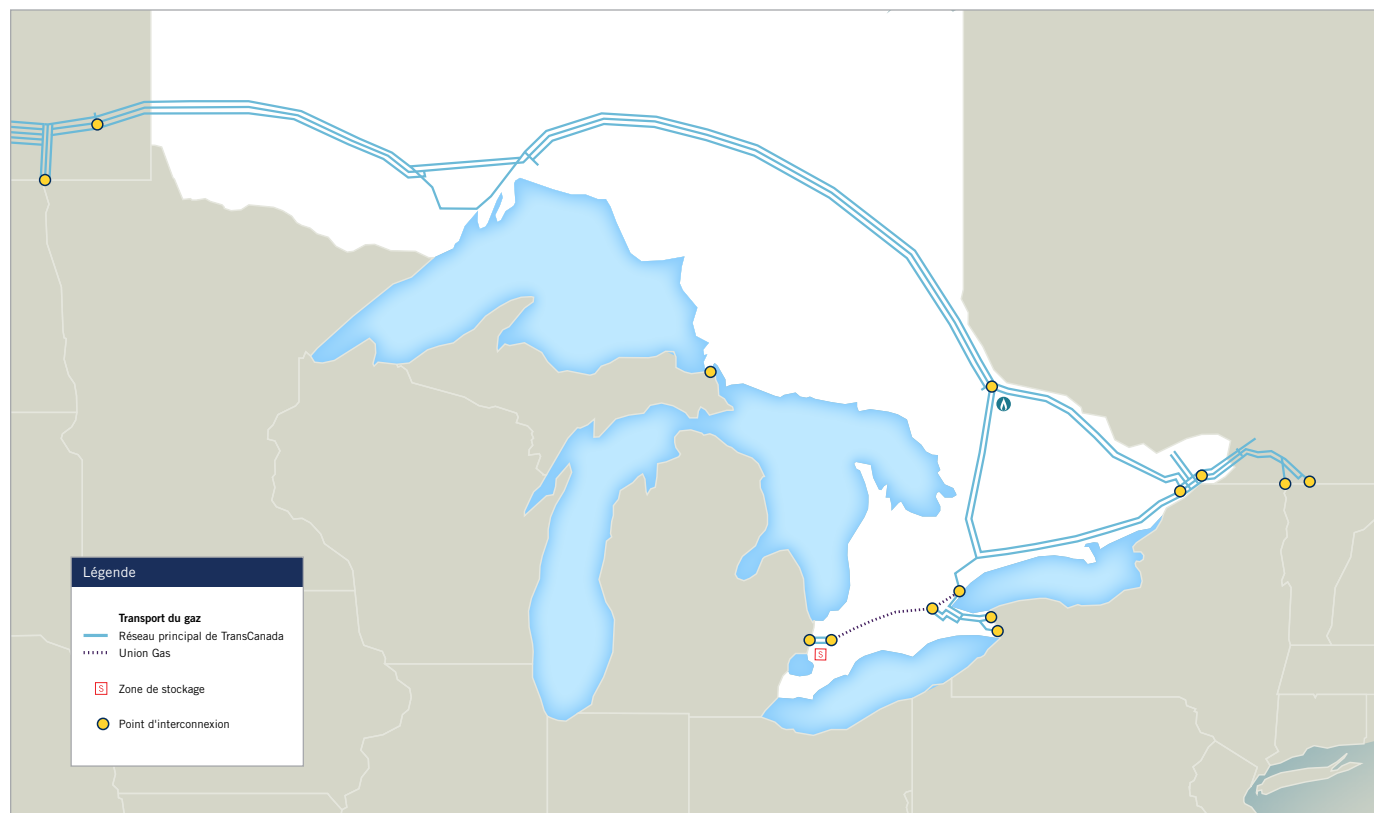 Légende
Transport du gaz
Réseau principal de TransCanada
Union Gas
S
Zone de stockage
Point d'interconnexion
S